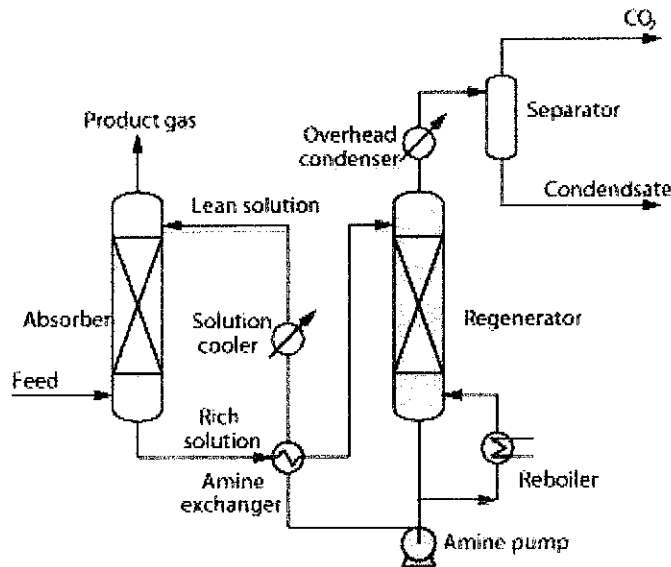 CO2
Separator
Product gas
Overhead
condenser
Condendsate
Lean solution
Absorber
Solution
cooler
Regenerator
Feed
Rich
solution
Amine
exchanger
Reboiler
Amine pump